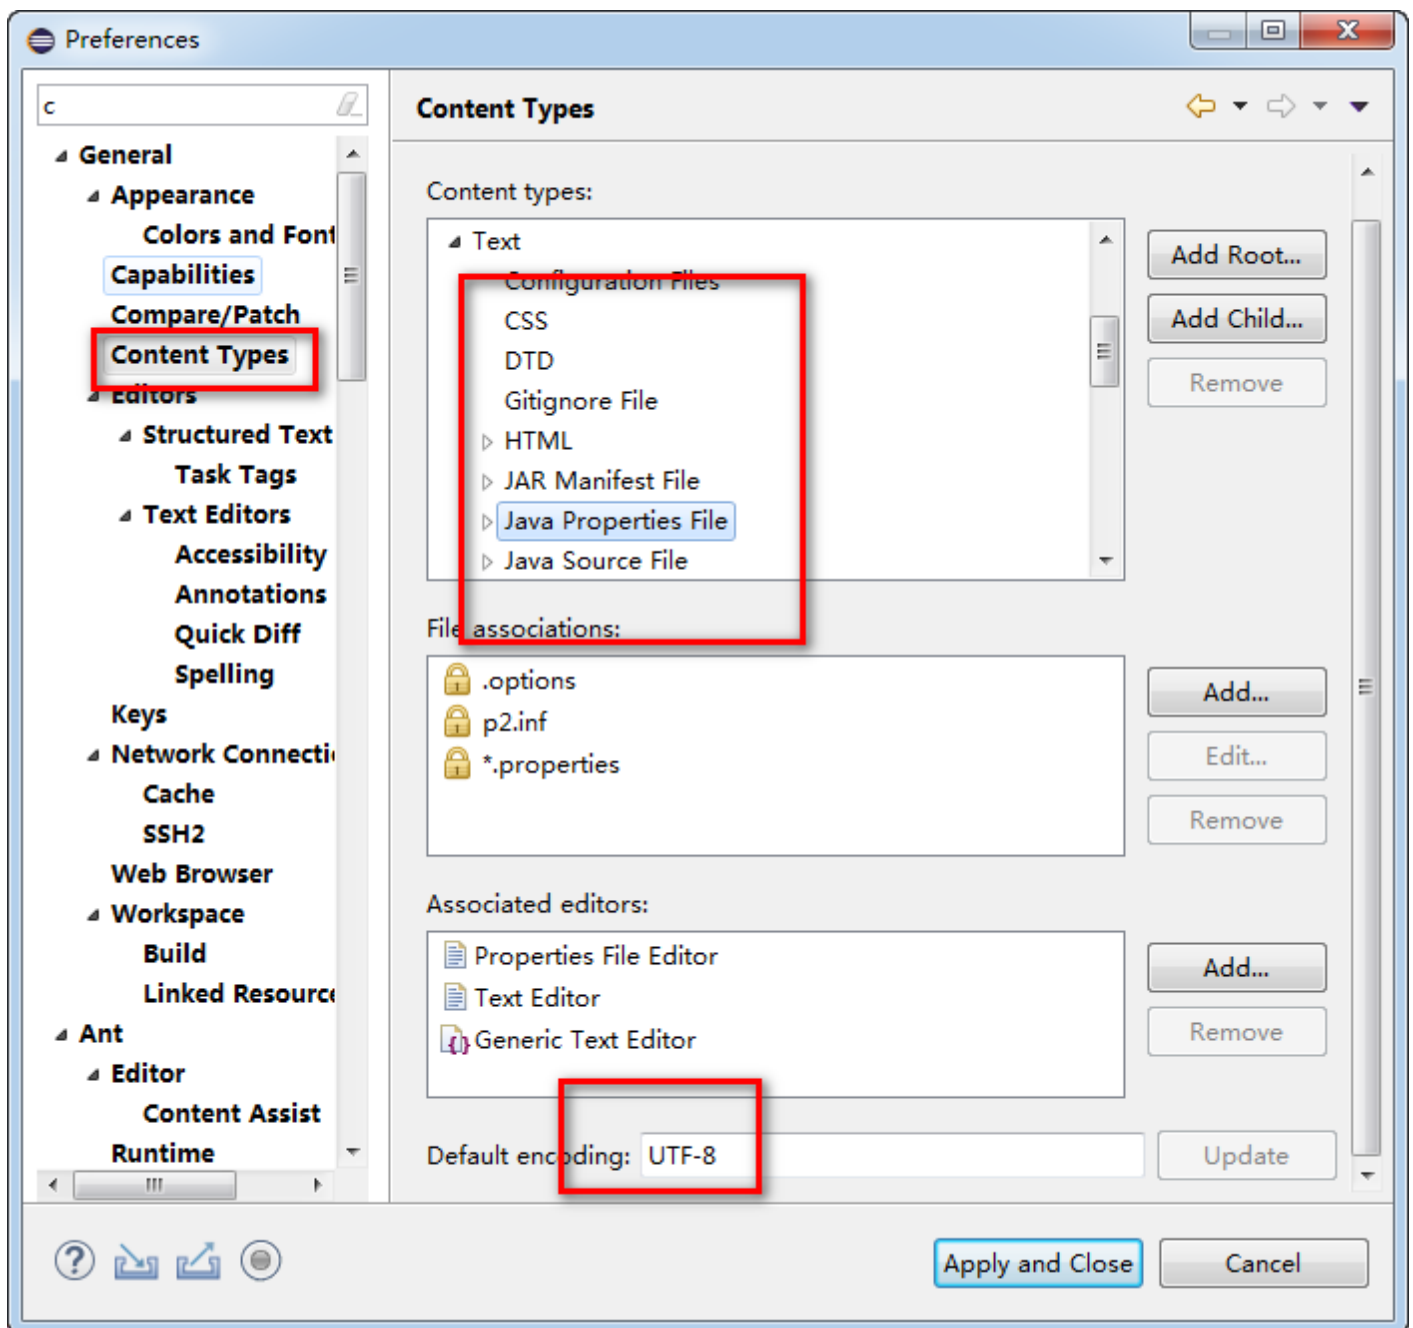 Preferences
c
General
Appearance
Colors and Font
Capabilities
Compare/Patch
Content Types
Editors
Structured Text
Task Tags
Text Editors
Accessibility
Annotations
Quick Diff
Spelling
Keys
Network Connecti
Cache
SSH2
Web Browser
Workspace
Build
Linked Resource
Ant
Editor
Content Assist
Runtime
Content Types
Content types:
Text
Configuration Files
CSS
DTD
Gitignore File
HTML
JAR Manifest File
Java Properties File
Java Source File
Add Root...
Add Child...
Remove
File associations:
.options
p2.inf
*.properties
Add...
Edit...
Remove
Associated editors:
Properties File Editor
Text Editor
Generic Text Editor
Add...
Remove
Default encoding: UTF-8
Update
Apply and Close
Cancel